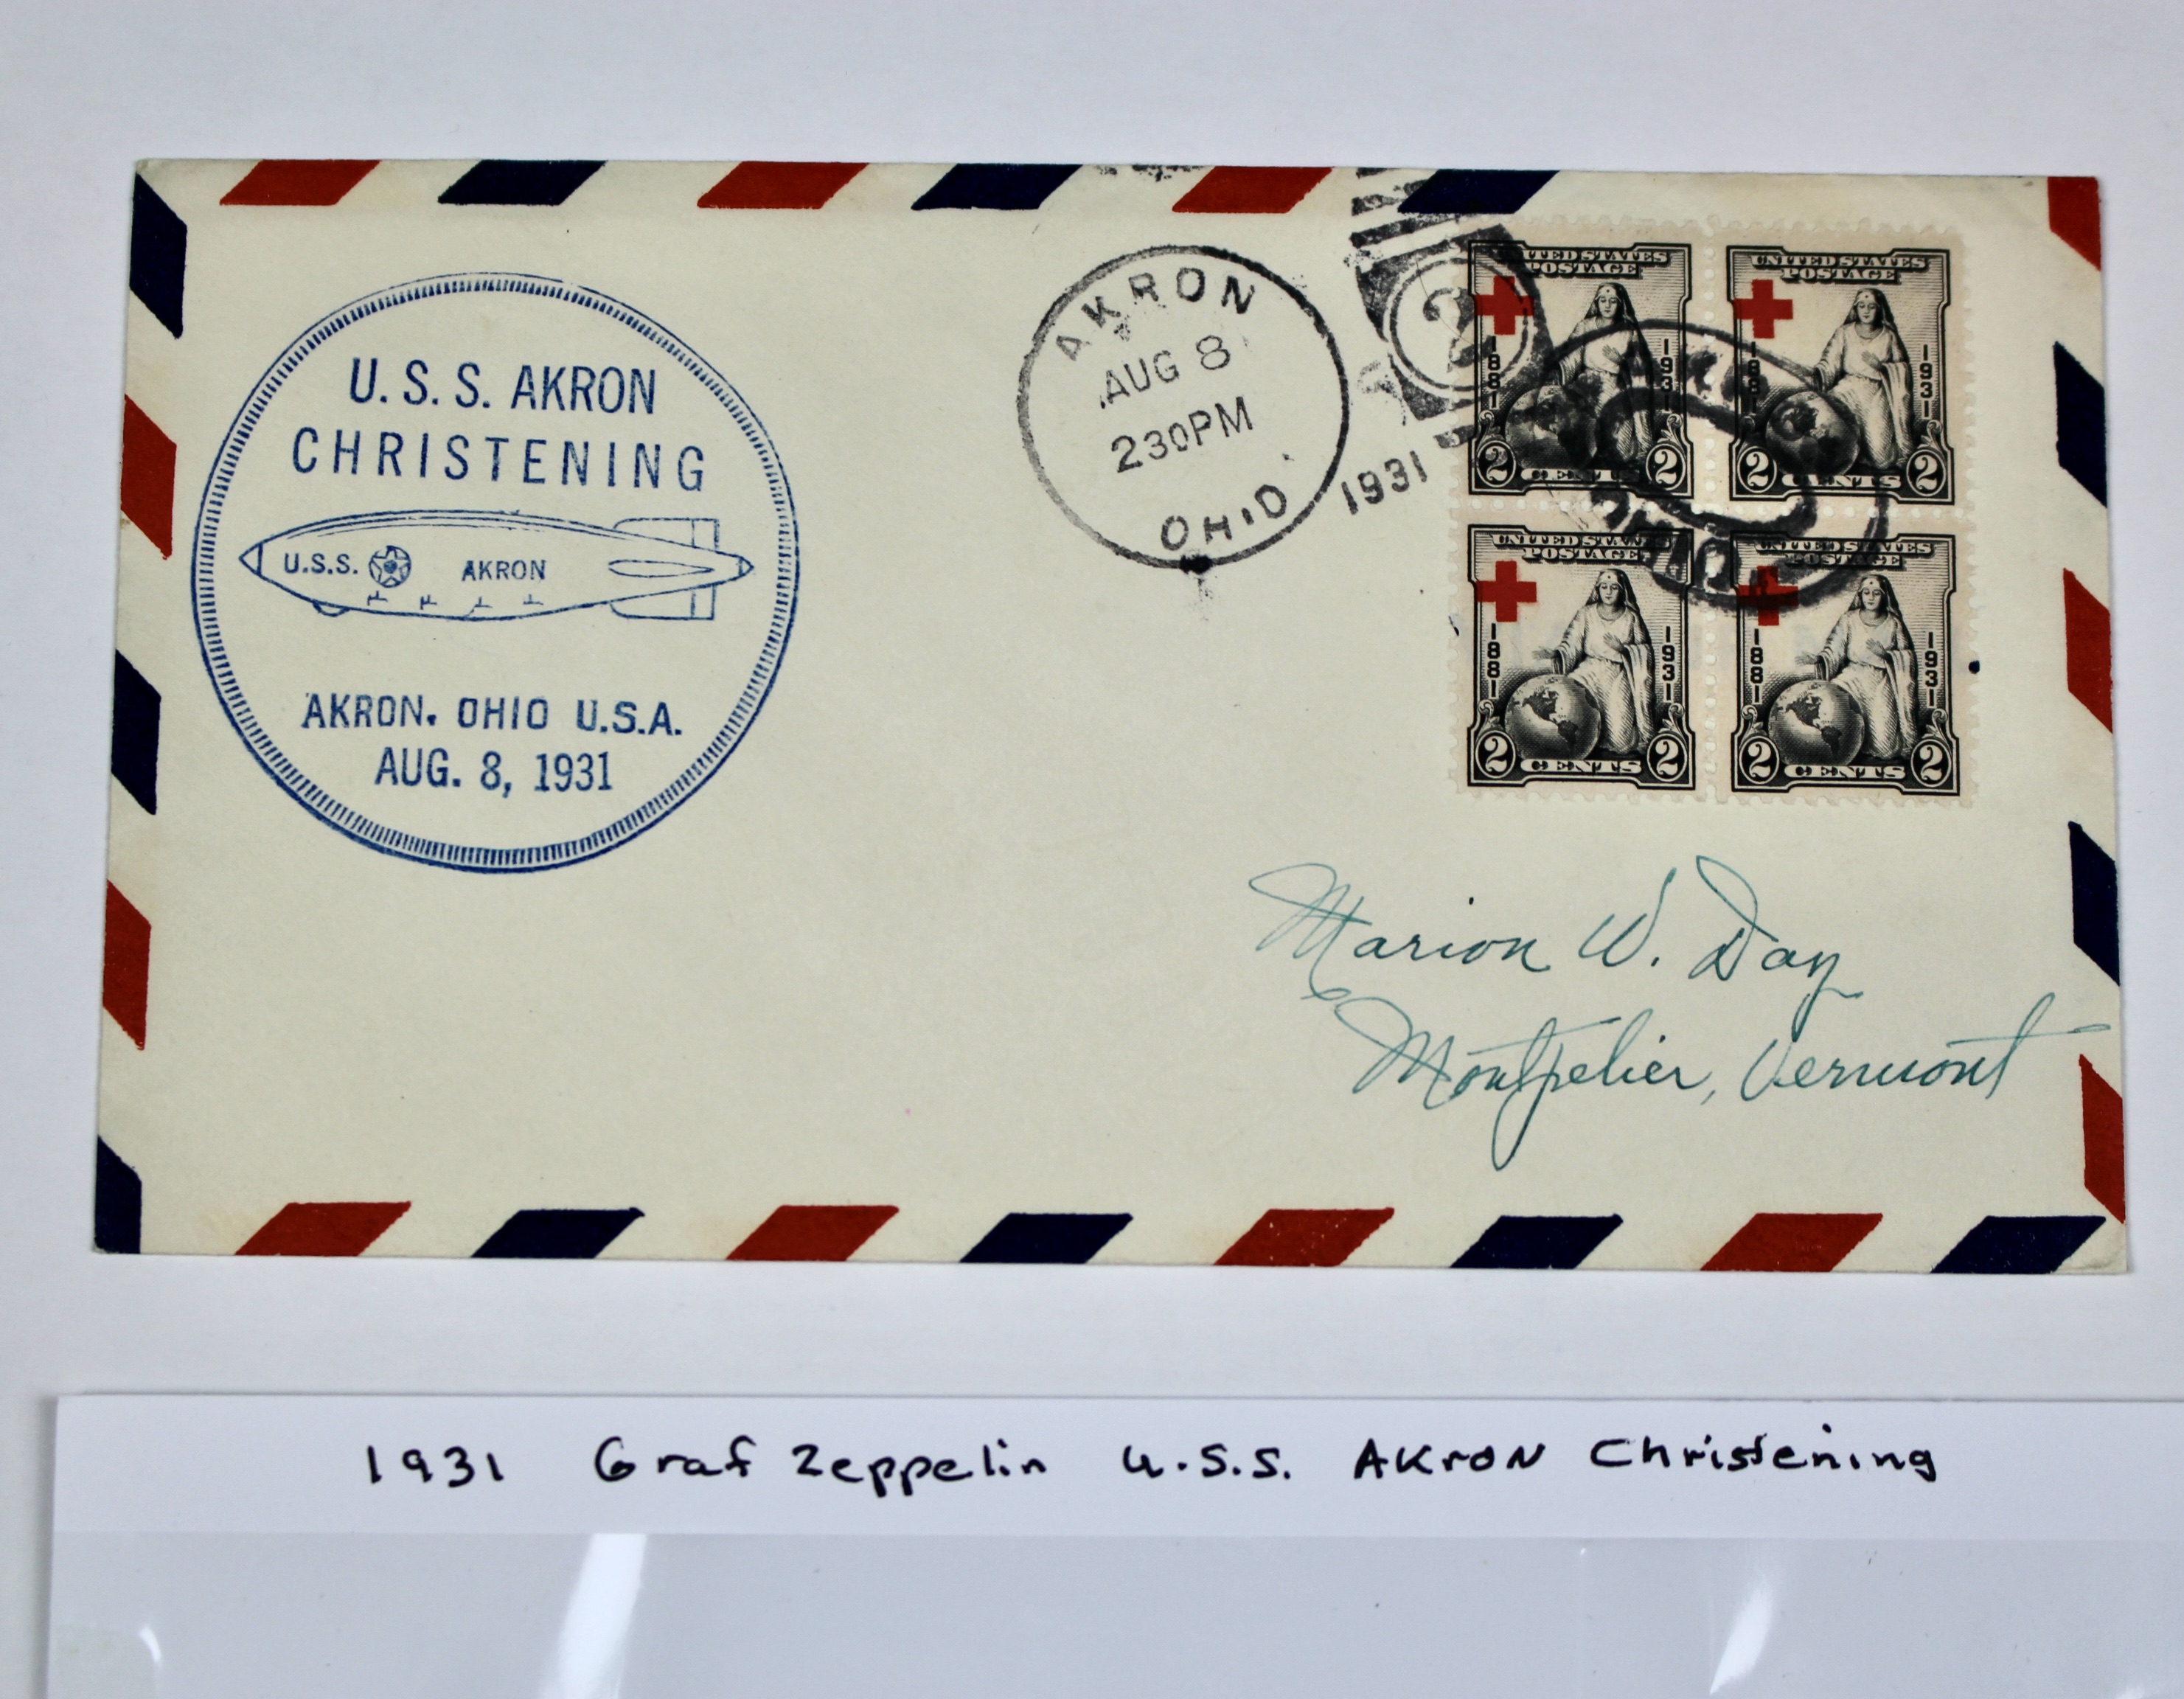 U.S.S. AKRON
CHRISTENING
U.S.S. AKRON
AKRON. OHIO U.S.A.
AUG. 8, 1931
AKRON
AUG 8
230PM
OHIO
1931
2
UNITED STATES
POSTAGE
1881 1931
2 CENTS 2
UNITED STATES
POSTAGE
1881 1931
2 CENTS 2
UNITED STATES
POSTAGE
1881 1931
2 CENTS 2
UNITED STATES
POSTAGE
1881 1931
2 CENTS 2
Marion W. Day
Montpelier, Vermont
1931 Graf Zeppelin U.S.S. AKrON Christening